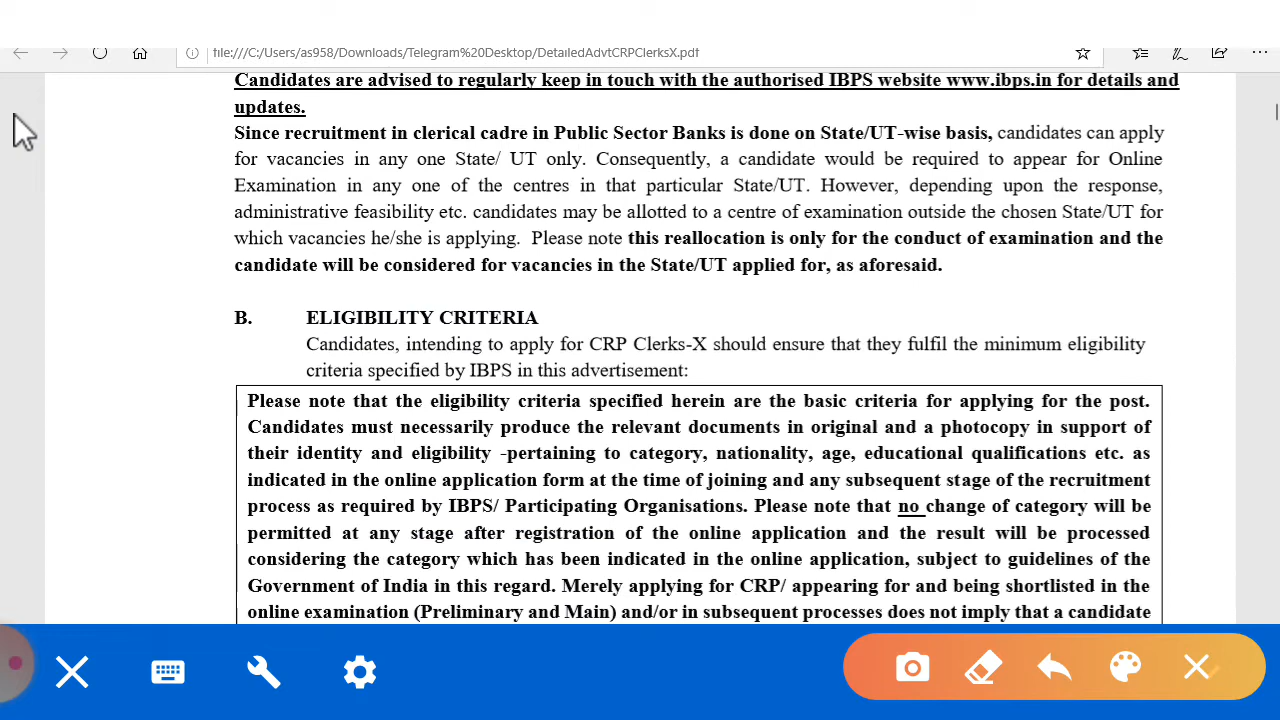 file:///C:/Users/as958/Downloads/Telegram%20Desktop/DetailedAdvtCRPClerksX.pdf
Candidates are advised to regularly keep in touch with the authorised IBPS website www.ibps.in for details and
updates.
Since recruitment in clerical cadre in Public Sector Banks is done on State/UT-wise basis, candidates can apply
for vacancies in any one State/ UT only. Consequently, a candidate would be required to appear for Online
Examination in any one of the centres in that particular State/UT. However, depending upon the response,
administrative feasibility etc. candidates may be allotted to a centre of examination outside the chosen State/UT for
which vacancies he/she is applying. Please note this reallocation is only for the conduct of examination and the
candidate will be considered for vacancies in the State/UT applied for, as aforesaid.
B. ELIGIBILITY CRITERIA
Candidates, intending to apply for CRP Clerks-X should ensure that they fulfil the minimum eligibility
criteria specified by IBPS in this advertisement:
Please note that the eligibility criteria specified herein are the basic criteria for applying for the post.
Candidates must necessarily produce the relevant documents in original and a photocopy in support of
their identity and eligibility -pertaining to category, nationality, age, educational qualifications etc. as
indicated in the online application form at the time of joining and any subsequent stage of the recruitment
process as required by IBPS/ Participating Organisations. Please note that no change of category will be
permitted at any stage after registration of the online application and the result will be processed
considering the category which has been indicated in the online application, subject to guidelines of the
Government of India in this regard. Merely applying for CRP/ appearing for and being shortlisted in the
online examination (Preliminary and Main) and/or in subsequent processes does not imply that a candidate